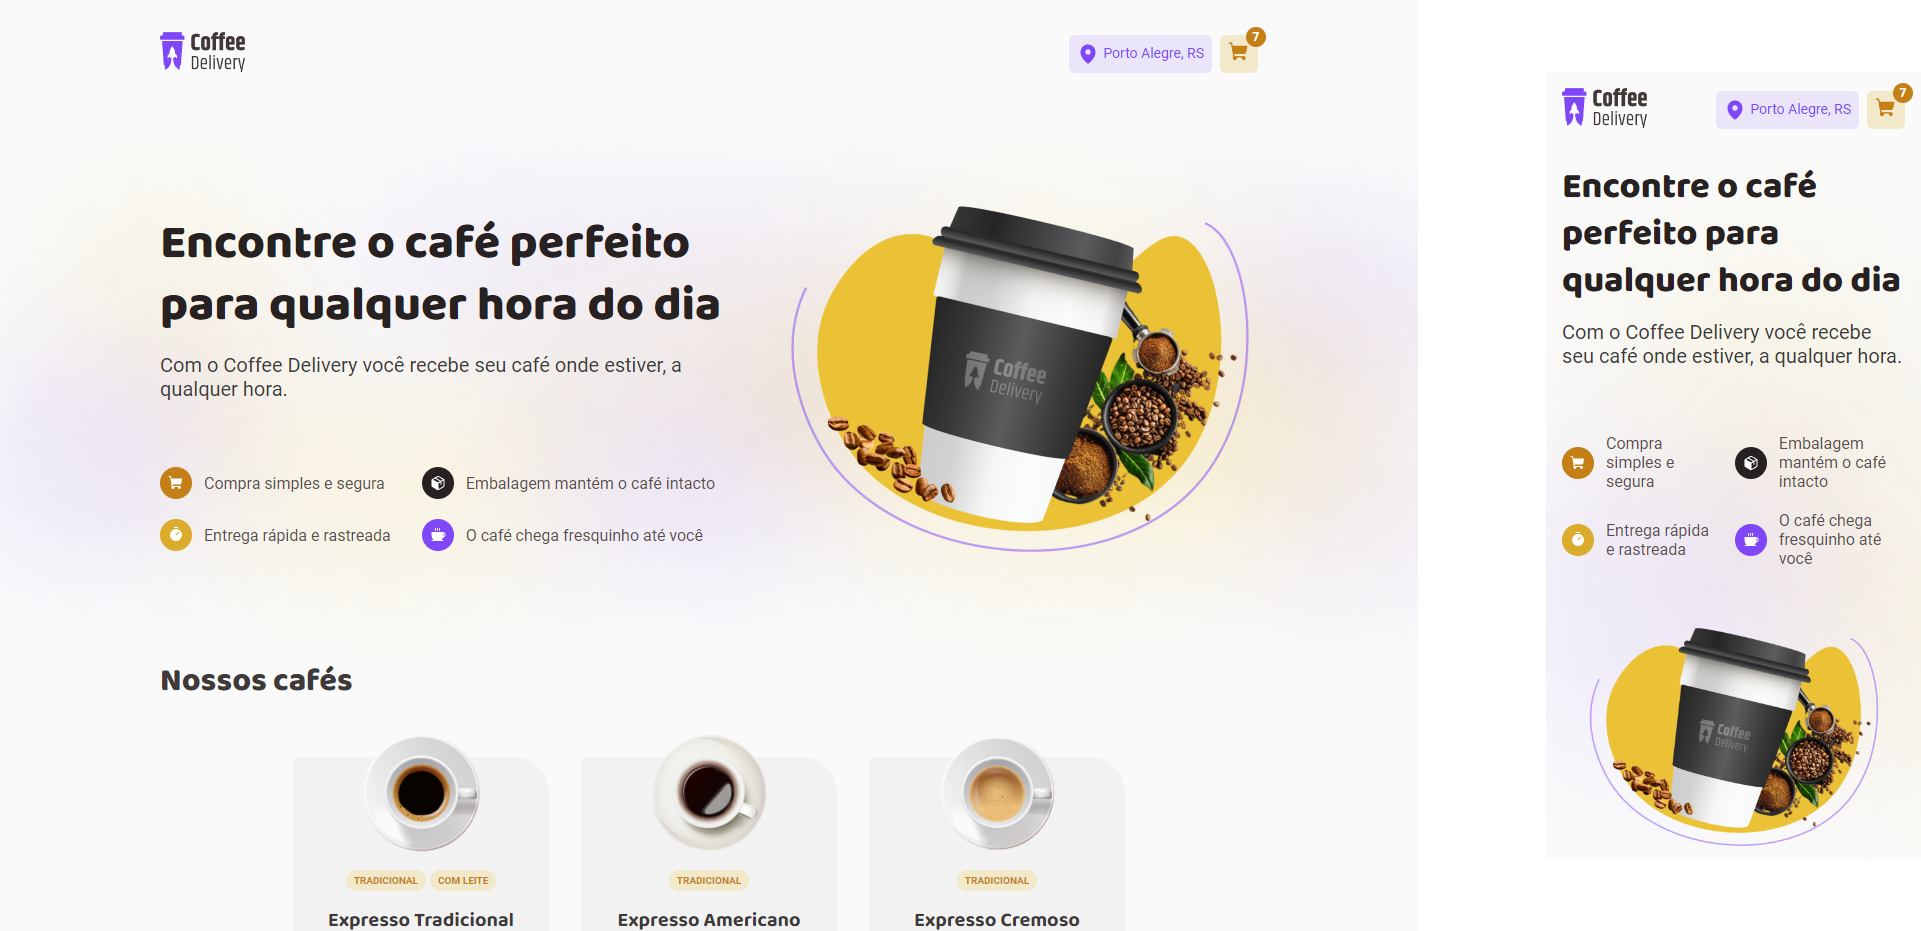 Coffee
Delivery
Porto Alegre, RS
7
Encontre o café perfeito
para qualquer hora do dia
Com o Coffee Delivery você recebe seu café onde estiver, a
qualquer hora.
Compra simples e segura
Embalagem mantém o café intacto
Entrega rápida e rastreada
O café chega fresquinho até você
Coffee
Delivery
Nossos cafés
TRADICIONAL
COM LEITE
Expresso Tradicional
TRADICIONAL
Expresso Americano
TRADICIONAL
Expresso Cremoso
Coffee
Delivery
Porto Alegre, RS
7
Encontre o café
perfeito para
qualquer hora do dia
Com o Coffee Delivery você recebe
seu café onde estiver, a qualquer hora.
Compra
simples e
segura
Embalagem
mantém o café
intacto
Entrega rápida
e rastreada
O café chega
fresquinho até
você
Coffee
Delivery